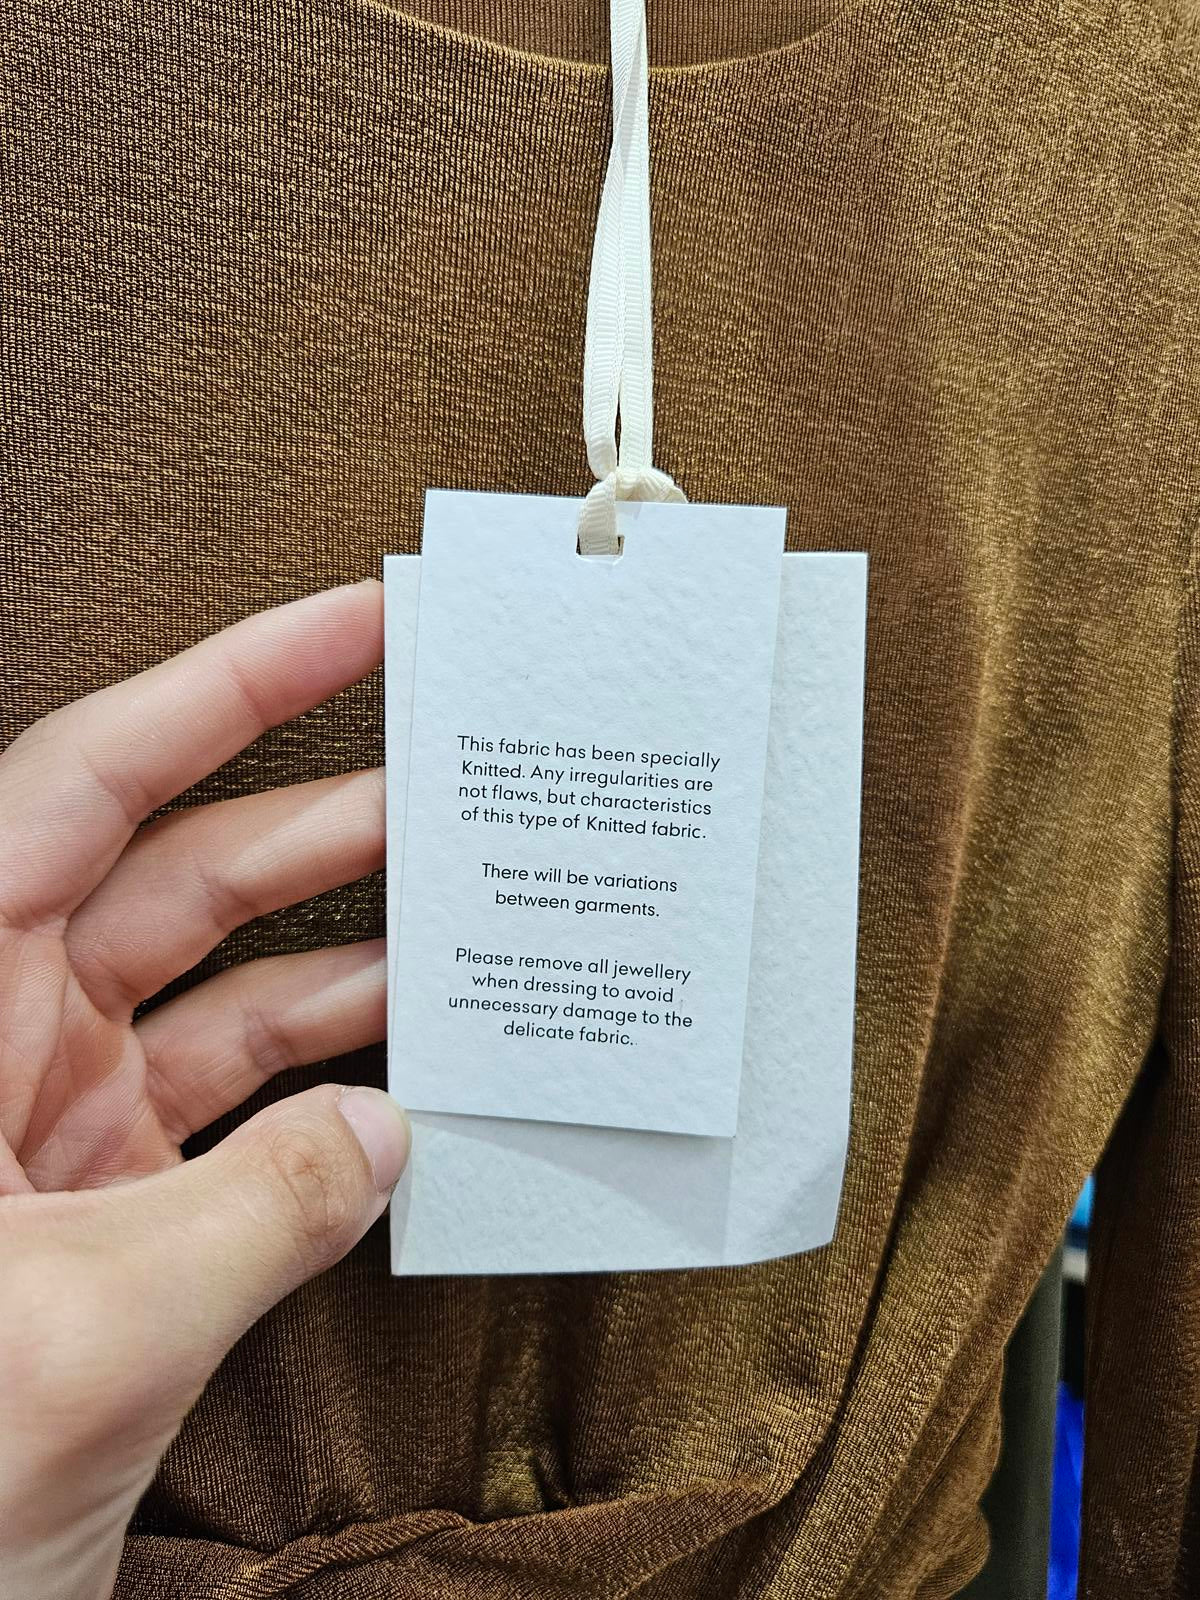 This fabric has been specially
Knitted. Any irregularities are
not flaws, but characteristics
of this type of Knitted fabric.
There will be variations
between garments.
Please remove all jewellery
when dressing to avoid
unnecessary damage to the
delicate fabric.